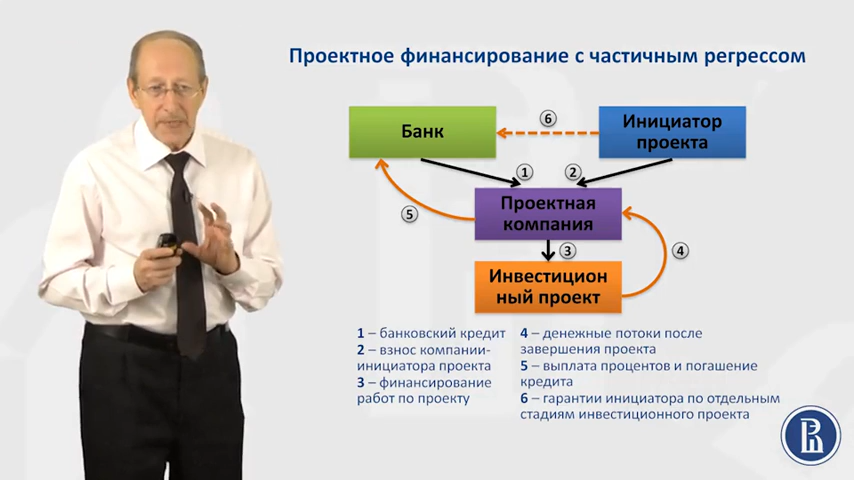 Проектное финансирование с частичным регрессом
Банк
6
Инициатор
проекта
1
2
Проектная
компания
5
3
4
Инвестицион
ный проект
1 – банковский кредит
2 – взнос компании-
инициатора проекта
3 – финансирование
работ по проекту
4 – денежные потоки после
завершения проекта
5 – выплата процентов и погашение
кредита
6 – гарантии инициатора по отдельным
стадиям инвестиционного проекта